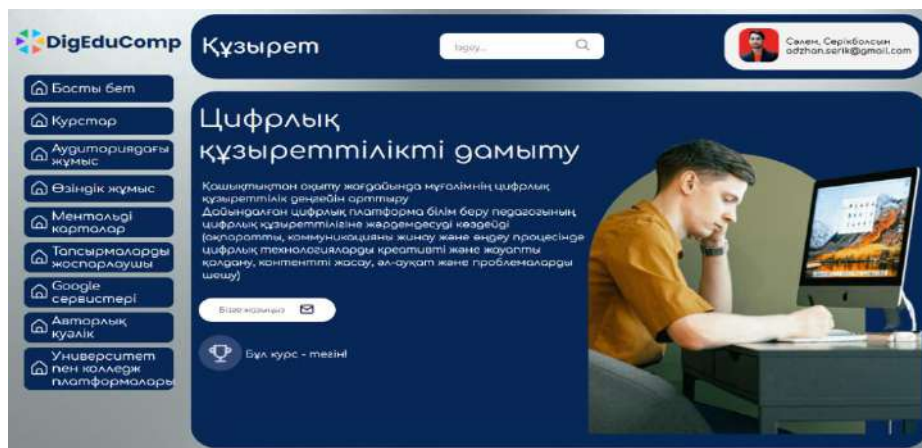 DigEduComp
Құзырет
Іздеу...
Сәлем, Серікболсын
adzhan.serik@gmail.com
Басты бет
Курстар
Аудиториядағы
жұмыс
Өзіндік жұмыс
Ментальді
карталар
Тапсырмаларды
жоспарлаушы
Google
сервистері
Авторлық
куәлік
Университет
пен колледж
платформалары
Цифрлық
құзыреттілікті дамыту
Қашықтықтан оқыту жағдайында мұғалімнің цифрлық
құзыреттілік деңгейін арттыру
Дайындалған цифрлық платформа білім беру педагогының
цифрлық құзыреттілігіне жәрдемдесуді көздейді
(ақпаратты, коммуникацияны жинау және өңдеу процесінде
цифрлық технологияларды креативті және жауапты
қолдану, контентті жасау, әл-ауқат және проблемаларды
шешу)
Бізге жазыңыз
Бұл курс - тегін!